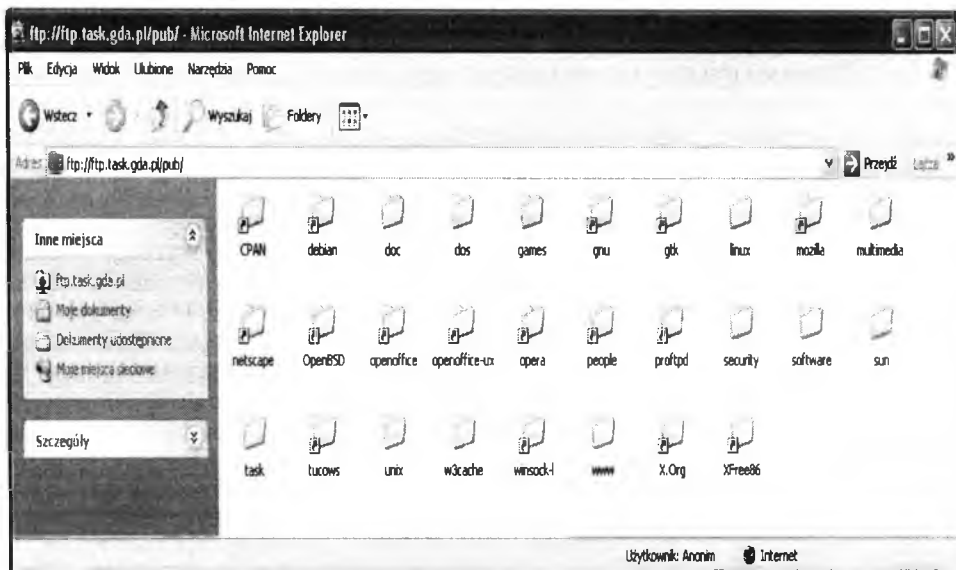 ftp://ftp.task.gda.pl/pub/ - Microsoft Internet Explorer
Plik Edycja Widok Ulubione Narzędzia Pomoc
Wstecz Wyszukaj Foldery
Adres ftp://ftp.task.gda.pl/pub/ Przejdź Łącza »
Inne miejsca
ftp.task.gda.pl
Moje dokumenty
Dokumenty udostępnione
Moje miejsca sieciowe
Szczegóły
CPAN debian doc dos games gnu gtk linux mozilla multimedia
netscape OpenBSD openoffice openoffice-ux opera people proftpd security software sun
task tucows unix w3cache winsock-l www X.Org XFree86
Użytkownik: Anonim Internet